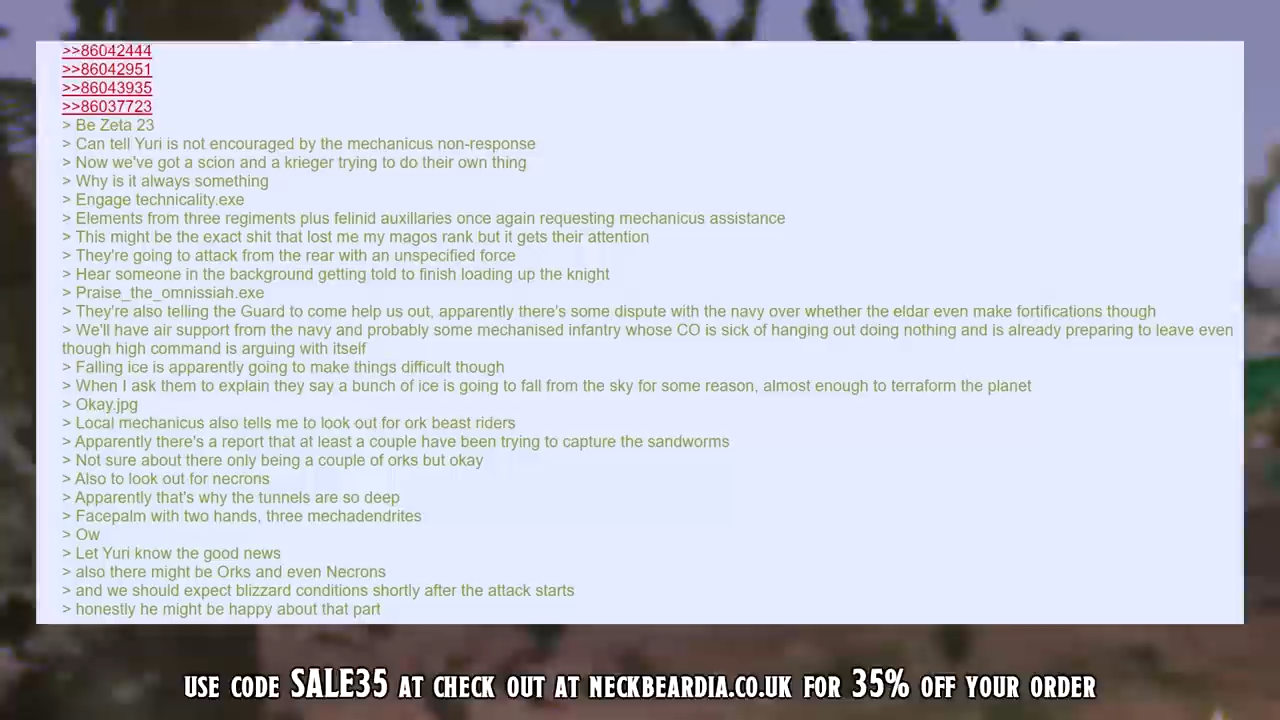 >>86042444
>>86042951
>>86043935
>>86037723
> Be Zeta 23
> Can tell Yuri is not encouraged by the mechanicus non-response
> Now we've got a scion and a krieger trying to do their own thing
> Why is it always something
> Engage technicality.exe
> Elements from three regiments plus felinid auxillaries once again requesting mechanicus assistance
> This might be the exact shit that lost me my magos rank but it gets their attention
> They're going to attack from the rear with an unspecified force
> Hear someone in the background getting told to finish loading up the knight
> Praise_the_omnissiah.exe
> They're also telling the Guard to come help us out, apparently there's some dispute with the navy over whether the eldar even make fortifications though
> We'll have air support from the navy and probably some mechanised infantry whose CO is sick of hanging out doing nothing and is already preparing to leave even
though high command is arguing with itself
> Falling ice is apparently going to make things difficult though
> When I ask them to explain they say a bunch of ice is going to fall from the sky for some reason, almost enough to terraform the planet
> Okay.jpg
> Local mechanicus also tells me to look out for ork beast riders
> Apparently there's a report that at least a couple have been trying to capture the sandworms
> Not sure about there only being a couple of orks but okay
> Also to look out for necrons
> Apparently that's why the tunnels are so deep
> Facepalm with two hands, three mechadendrites
> Ow
> Let Yuri know the good news
> also there might be Orks and even Necrons
> and we should expect blizzard conditions shortly after the attack starts
> honestly he might be happy about that part
USE CODE SALE35 AT CHECK OUT AT NECKBEARDIA.CO.UK FOR 35% OFF YOUR ORDER